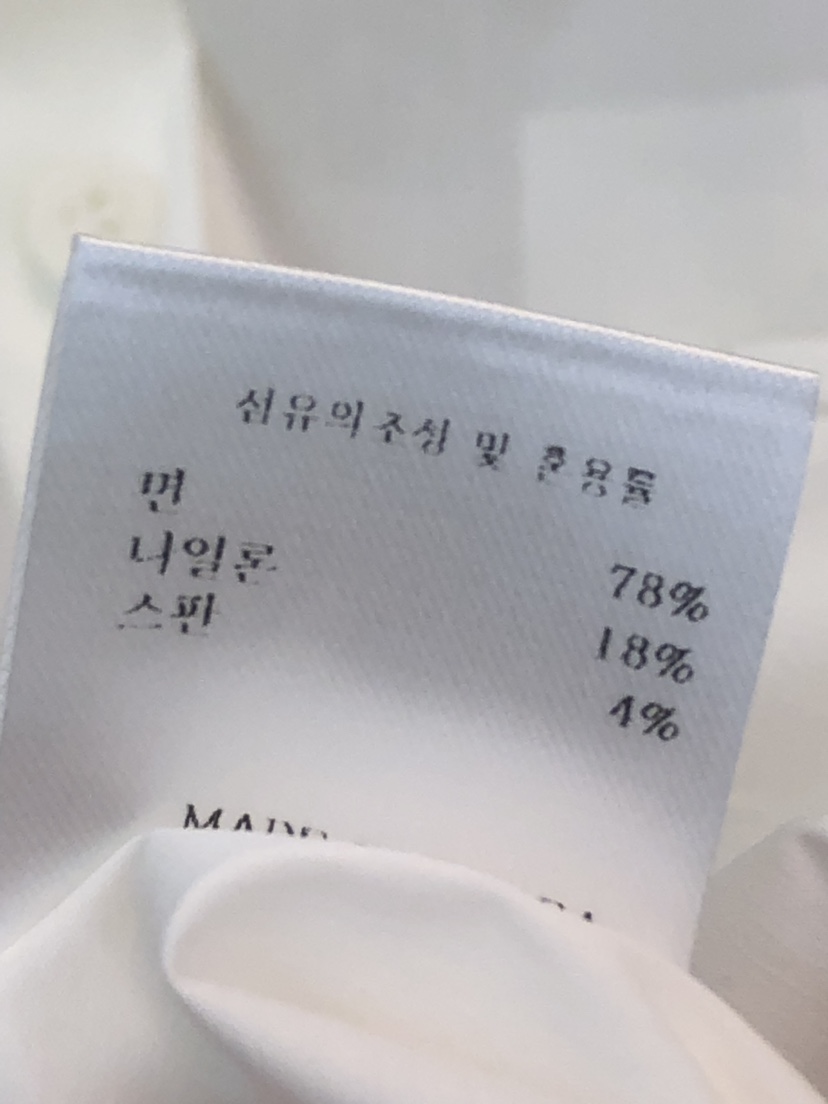 섬유의조성 및 혼용률
면 78%
나일론 18%
스판 4%